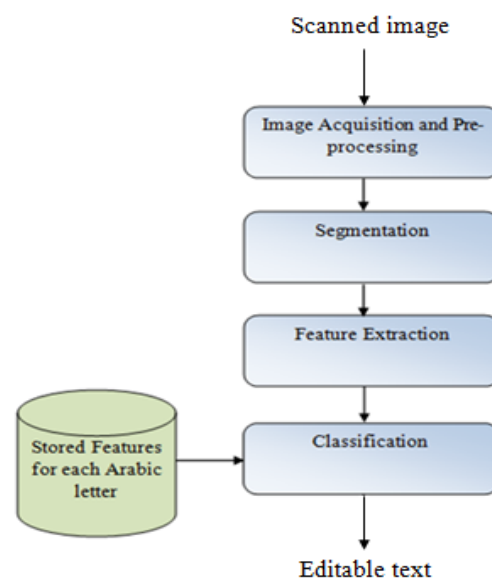 Scanned image
Image Acquisition and Pre-
processing
Segmentation
Feature Extraction
Classification
Stored Features
for each Arabic
letter
Editable text